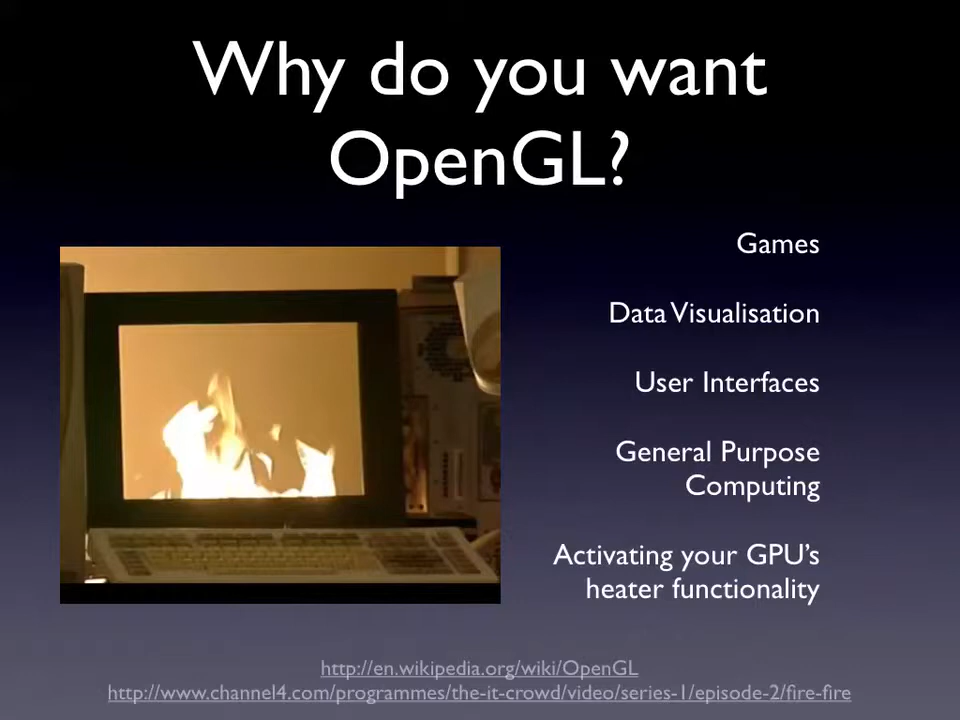 Why do you want
OpenGL?
Games
Data Visualisation
User Interfaces
General Purpose
Computing
Activating your GPU's
heater functionality
http://en.wikipedia.org/wiki/OpenGL
http://www.channel4.com/programmes/the-it-crowd/video/series-1/episode-2/fire-fire